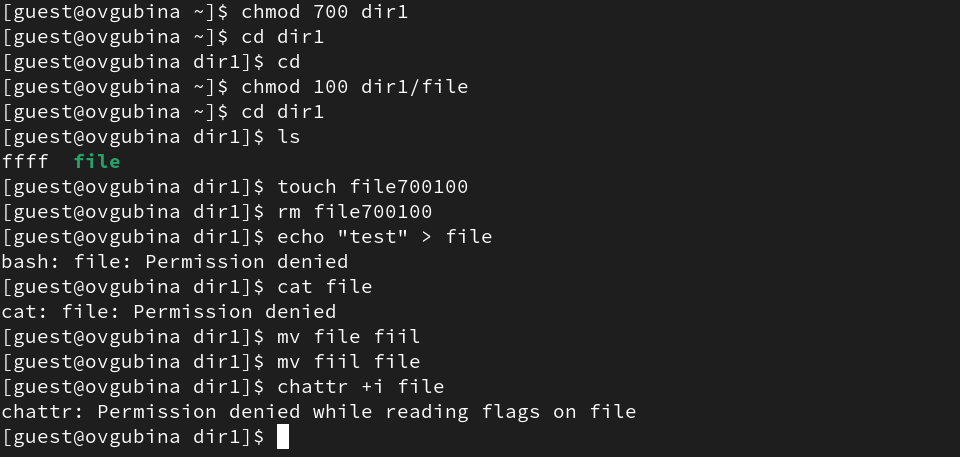 [guest@ovgubina ~]$ chmod 700 dir1
[guest@ovgubina ~]$ cd dir1
[guest@ovgubina dir1]$ cd
[guest@ovgubina ~]$ chmod 100 dir1/file
[guest@ovgubina ~]$ cd dir1
[guest@ovgubina dir1]$ ls
ffff  file
[guest@ovgubina dir1]$ touch file700100
[guest@ovgubina dir1]$ rm file700100
[guest@ovgubina dir1]$ echo "test" > file
bash: file: Permission denied
[guest@ovgubina dir1]$ cat file
cat: file: Permission denied
[guest@ovgubina dir1]$ mv file fiil
[guest@ovgubina dir1]$ mv fiil file
[guest@ovgubina dir1]$ chattr +i file
chattr: Permission denied while reading flags on file
[guest@ovgubina dir1]$